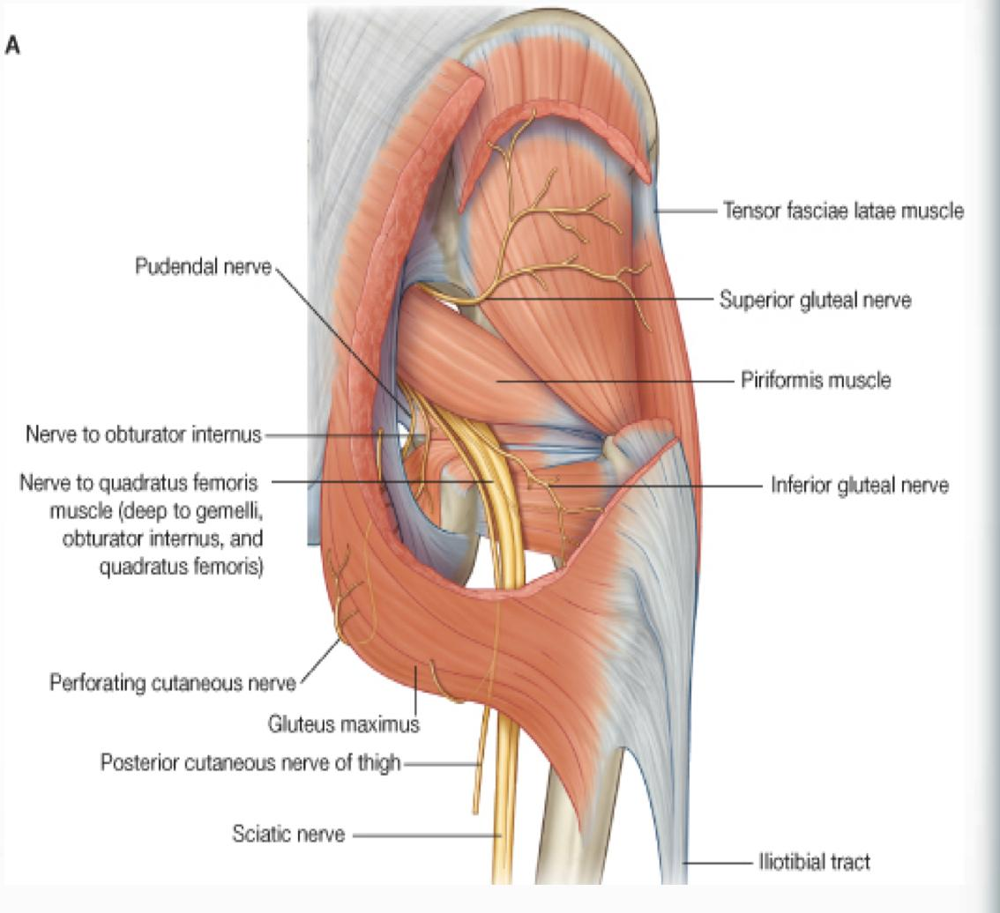 A
Tensor fasciae latae muscle
Pudendal nerve
Superior gluteal nerve
Piriformis muscle
Nerve to obturator internus
Nerve to quadratus femoris
muscle (deep to gemelli,
obturator internus, and
quadratus femoris)
Inferior gluteal nerve
Perforating cutaneous nerve
Gluteus maximus
Posterior cutaneous nerve of thigh
Sciatic nerve
Iliotibial tract